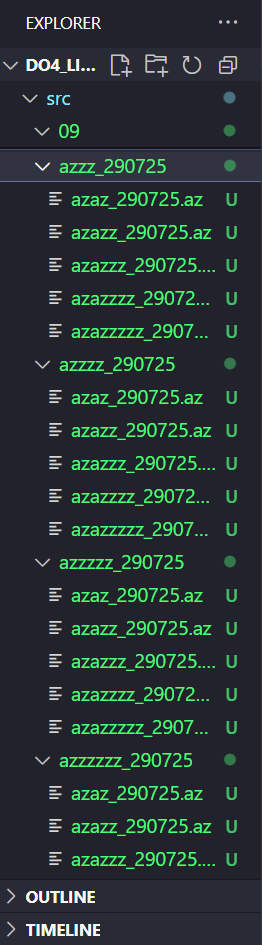 EXPLORER ...
DO4_LI...
src
09
azzz_290725
azaz_290725.az U
azazz_290725.az U
azazzz_290725.... U
azazzzz_29072... U
azazzzzz_2907... U
azzzz_290725
azaz_290725.az U
azazz_290725.az U
azazzz_290725.... U
azazzzz_29072... U
azazzzzz_2907... U
azzzzz_290725
azaz_290725.az U
azazz_290725.az U
azazzz_290725.... U
azazzzz_29072... U
azazzzzz_2907... U
azzzzzz_290725
azaz_290725.az U
azazz_290725.az U
azazzz_290725.... U
OUTLINE
TIMELINE